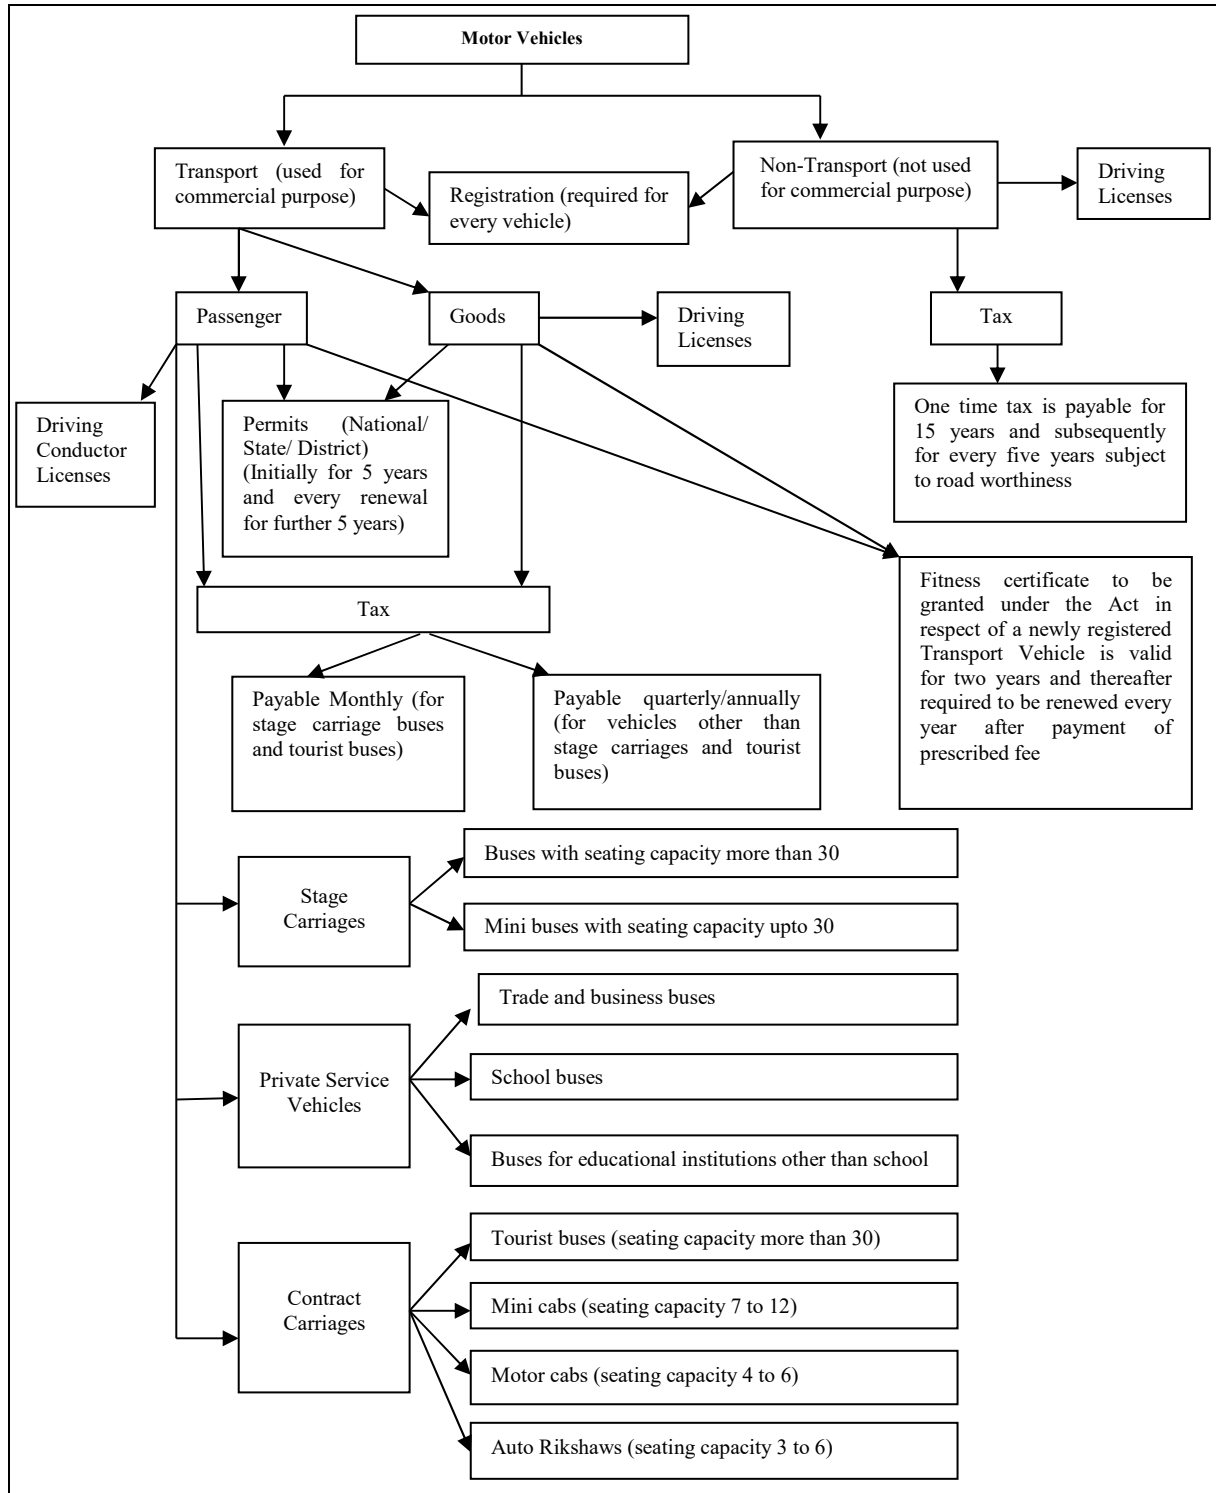 Motor Vehicles
Transport (used for
commercial purpose)
Registration (required for
every vehicle)
Non-Transport (not used
for commercial purpose)
Driving
Licenses
Passenger
Goods
Driving
Licenses
Tax
Driving
Conductor
Licenses
Permits (National/
State/ District)
(Initially for 5 years
and every renewal
for further 5 years)
One time tax is payable for
15 years and subsequently
for every five years subject
to road worthiness
Tax
Fitness certificate to be
granted under the Act in
respect of a newly registered
Transport Vehicle is valid
for two years and thereafter
required to be renewed every
year after payment of
prescribed fee
Payable Monthly (for
stage carriage buses
and tourist buses)
Payable quarterly/annually
(for vehicles other than
stage carriages and tourist
buses)
Stage
Carriages
Buses with seating capacity more than 30
Mini buses with seating capacity upto 30
Private Service
Vehicles
Trade and business buses
School buses
Buses for educational institutions other than school
Contract
Carriages
Tourist buses (seating capacity more than 30)
Mini cabs (seating capacity 7 to 12)
Motor cabs (seating capacity 4 to 6)
Auto Rikshaws (seating capacity 3 to 6)